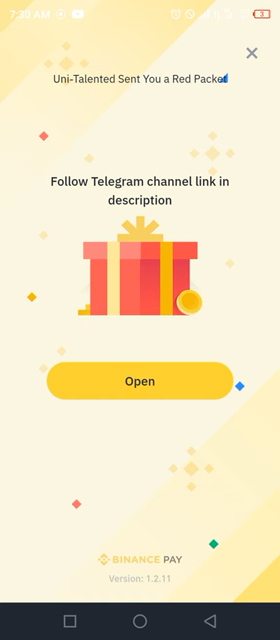 7:39 AM
Uni-Talented Sent You a Red Packet
Follow Telegram channel link in
description
Open
BINANCE PAY
Version: 1.2.11